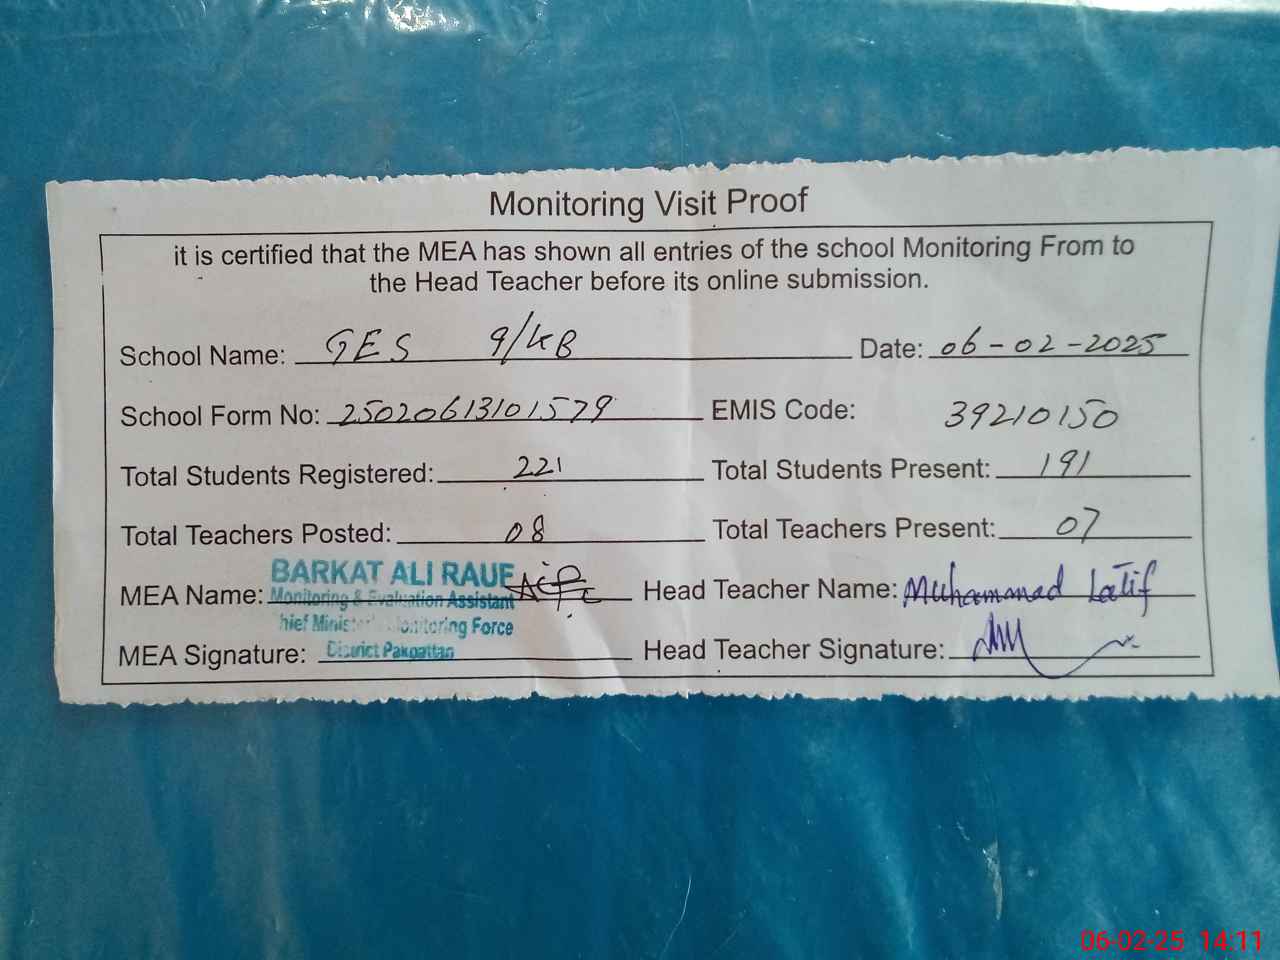 Monitoring Visit Proof
it is certified that the MEA has shown all entries of the school Monitoring From to
the Head Teacher before its online submission.
School Name: GES 9/KB Date: 06-02-2025
School Form No: 25020613101579 EMIS Code: 39210150
Total Students Registered: 221 Total Students Present: 191
Total Teachers Posted: 08 Total Teachers Present: 07
MEA Name: BARKAT ALI RAUF Head Teacher Name: Muhammad Latif
Monitoring & Evaluation Assistant
hief Minister's Monitoring Force
MEA Signature: District Pakpattan Head Teacher Signature:
06-02-25 14:11